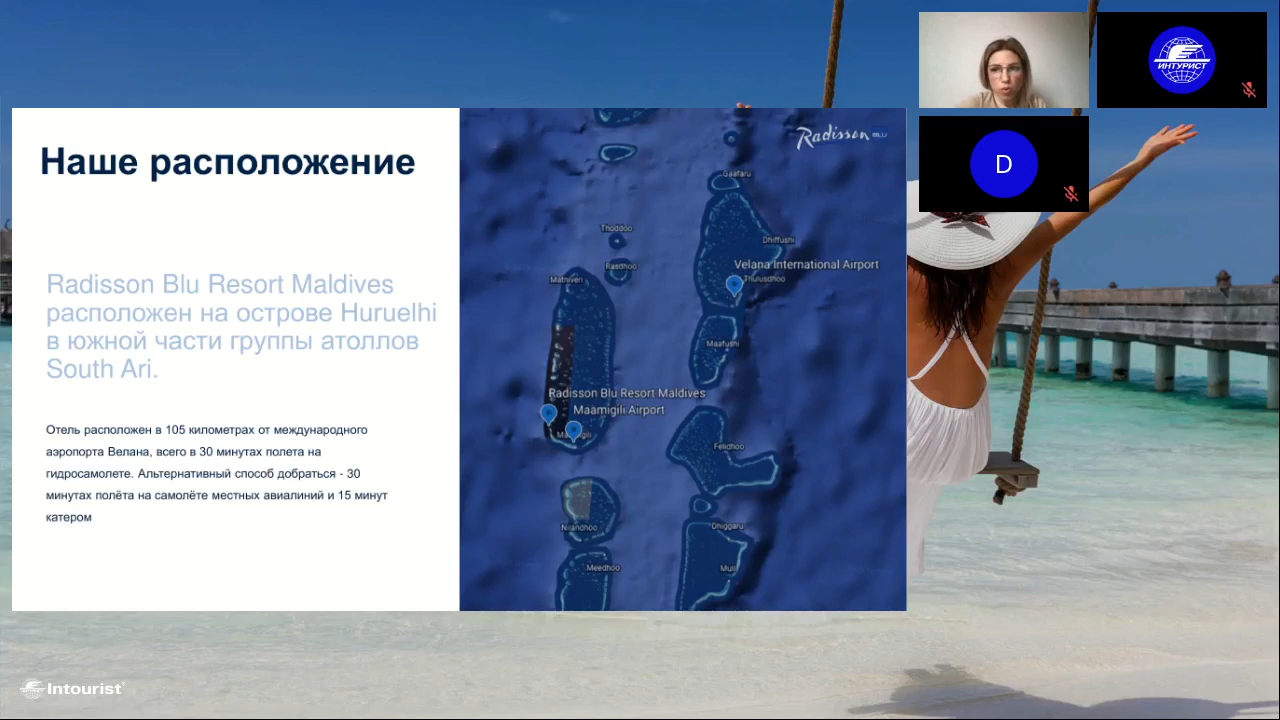 Наше расположение
Radisson Blu Resort Maldives
расположен на острове Huruelhi
в южной части группы атоллов
South Ari.
Отель расположен в 105 километрах от международного
аэропорта Велана, всего в 30 минутах полета на
гидросамолете. Альтернативный способ добраться - 30
минутах полёта на самолёте местных авиалиний и 15 минут
катером
Radisson BLU
Gaafaru
Thoddoo
Dhiffushi
Rasdhoo
Velana International Airport
Mathiveri
Thulusdhoo
Maafushi
Radisson Blu Resort Maldives
Maamigili Airport
Felidhoo
Nilandhoo
Dhiggaru
Meedhoo
Muli
ИНТУРИСТ
D
Intourist